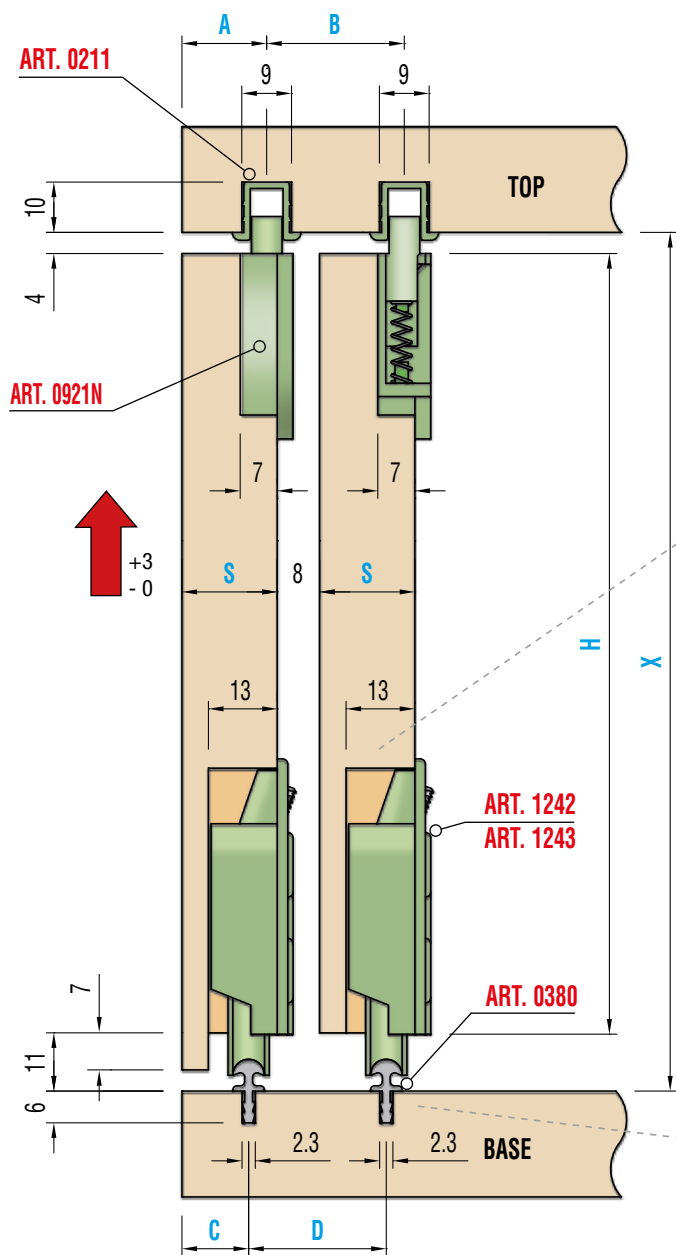 A B
ART. 0211
9 9
TOP
10
4
ART. 0921N
7 7
+3
- 0
S 8 S
H X
13 13
ART. 1242
ART. 1243
7
ART. 0380
11
6
2.3 2.3
BASE
C D